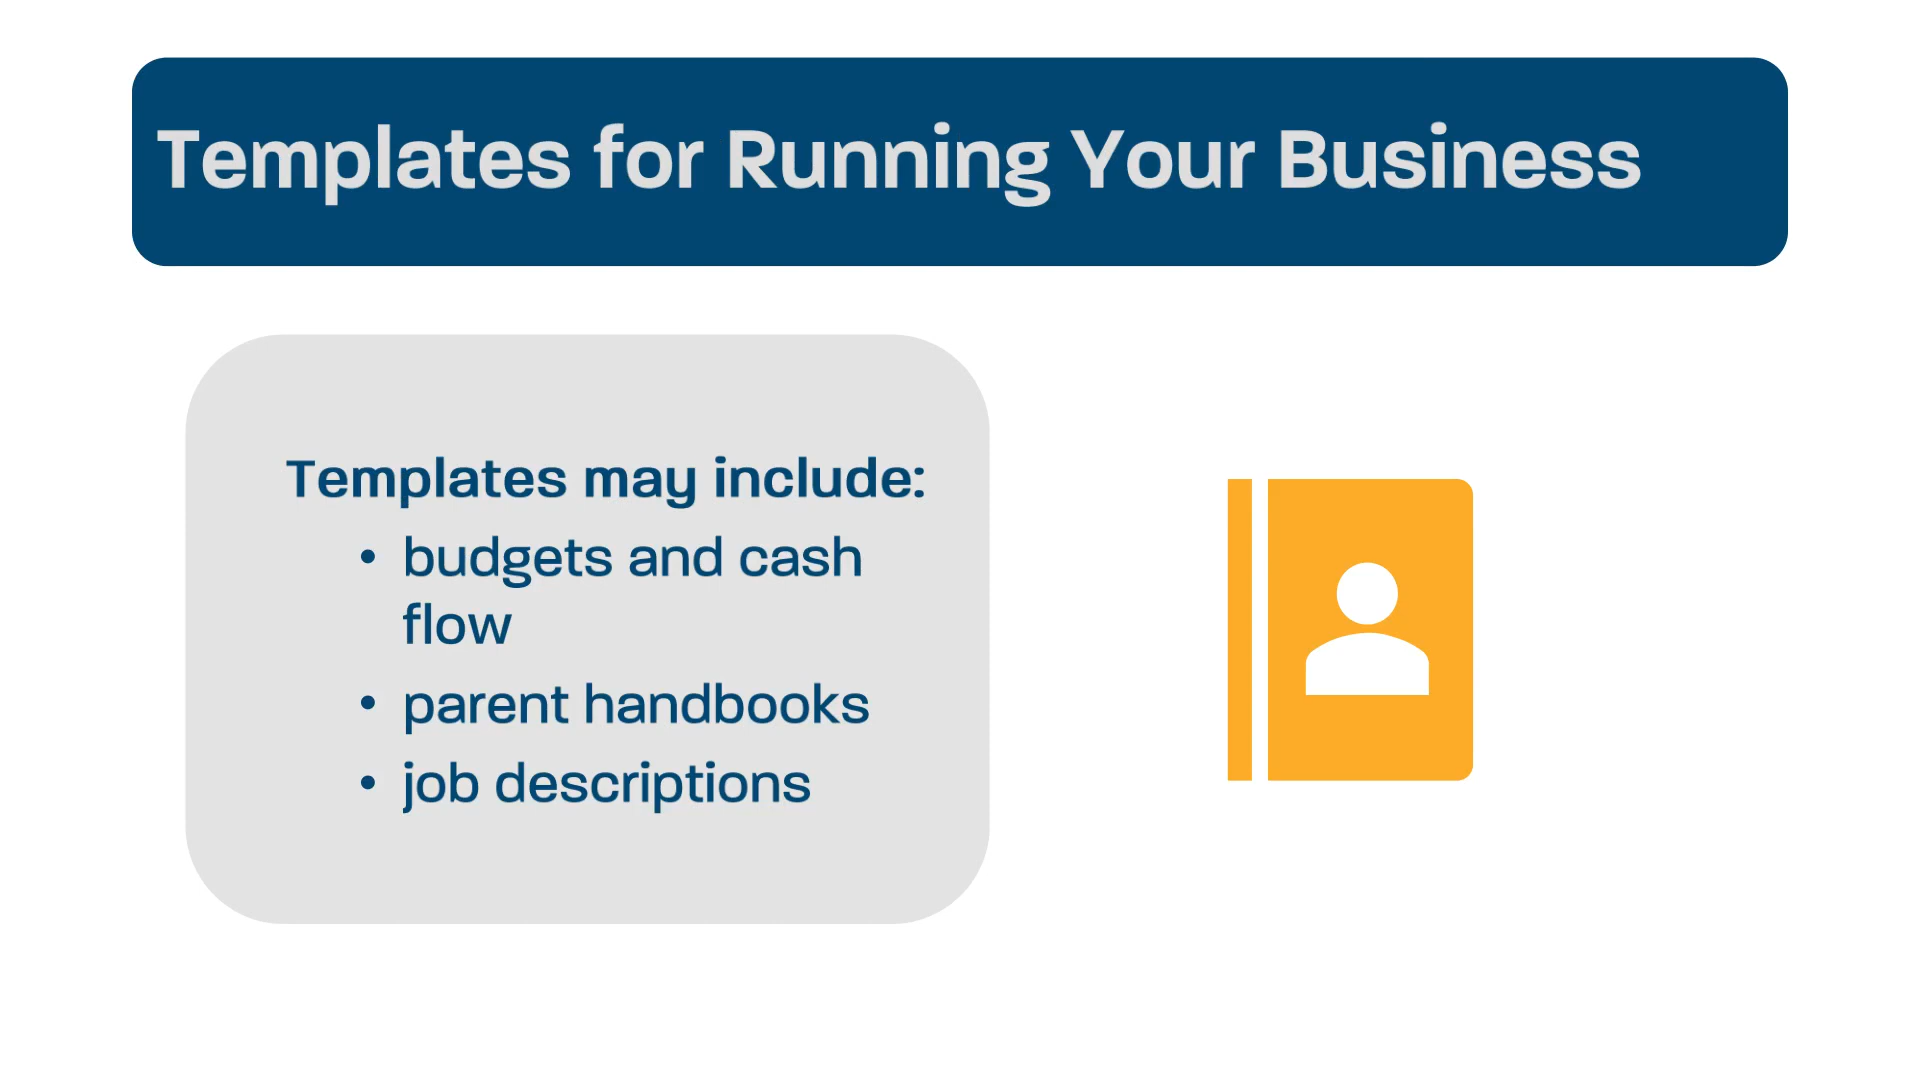 Templates for Running Your Business
Templates may include:
• budgets and cash
flow
• parent handbooks
• job descriptions